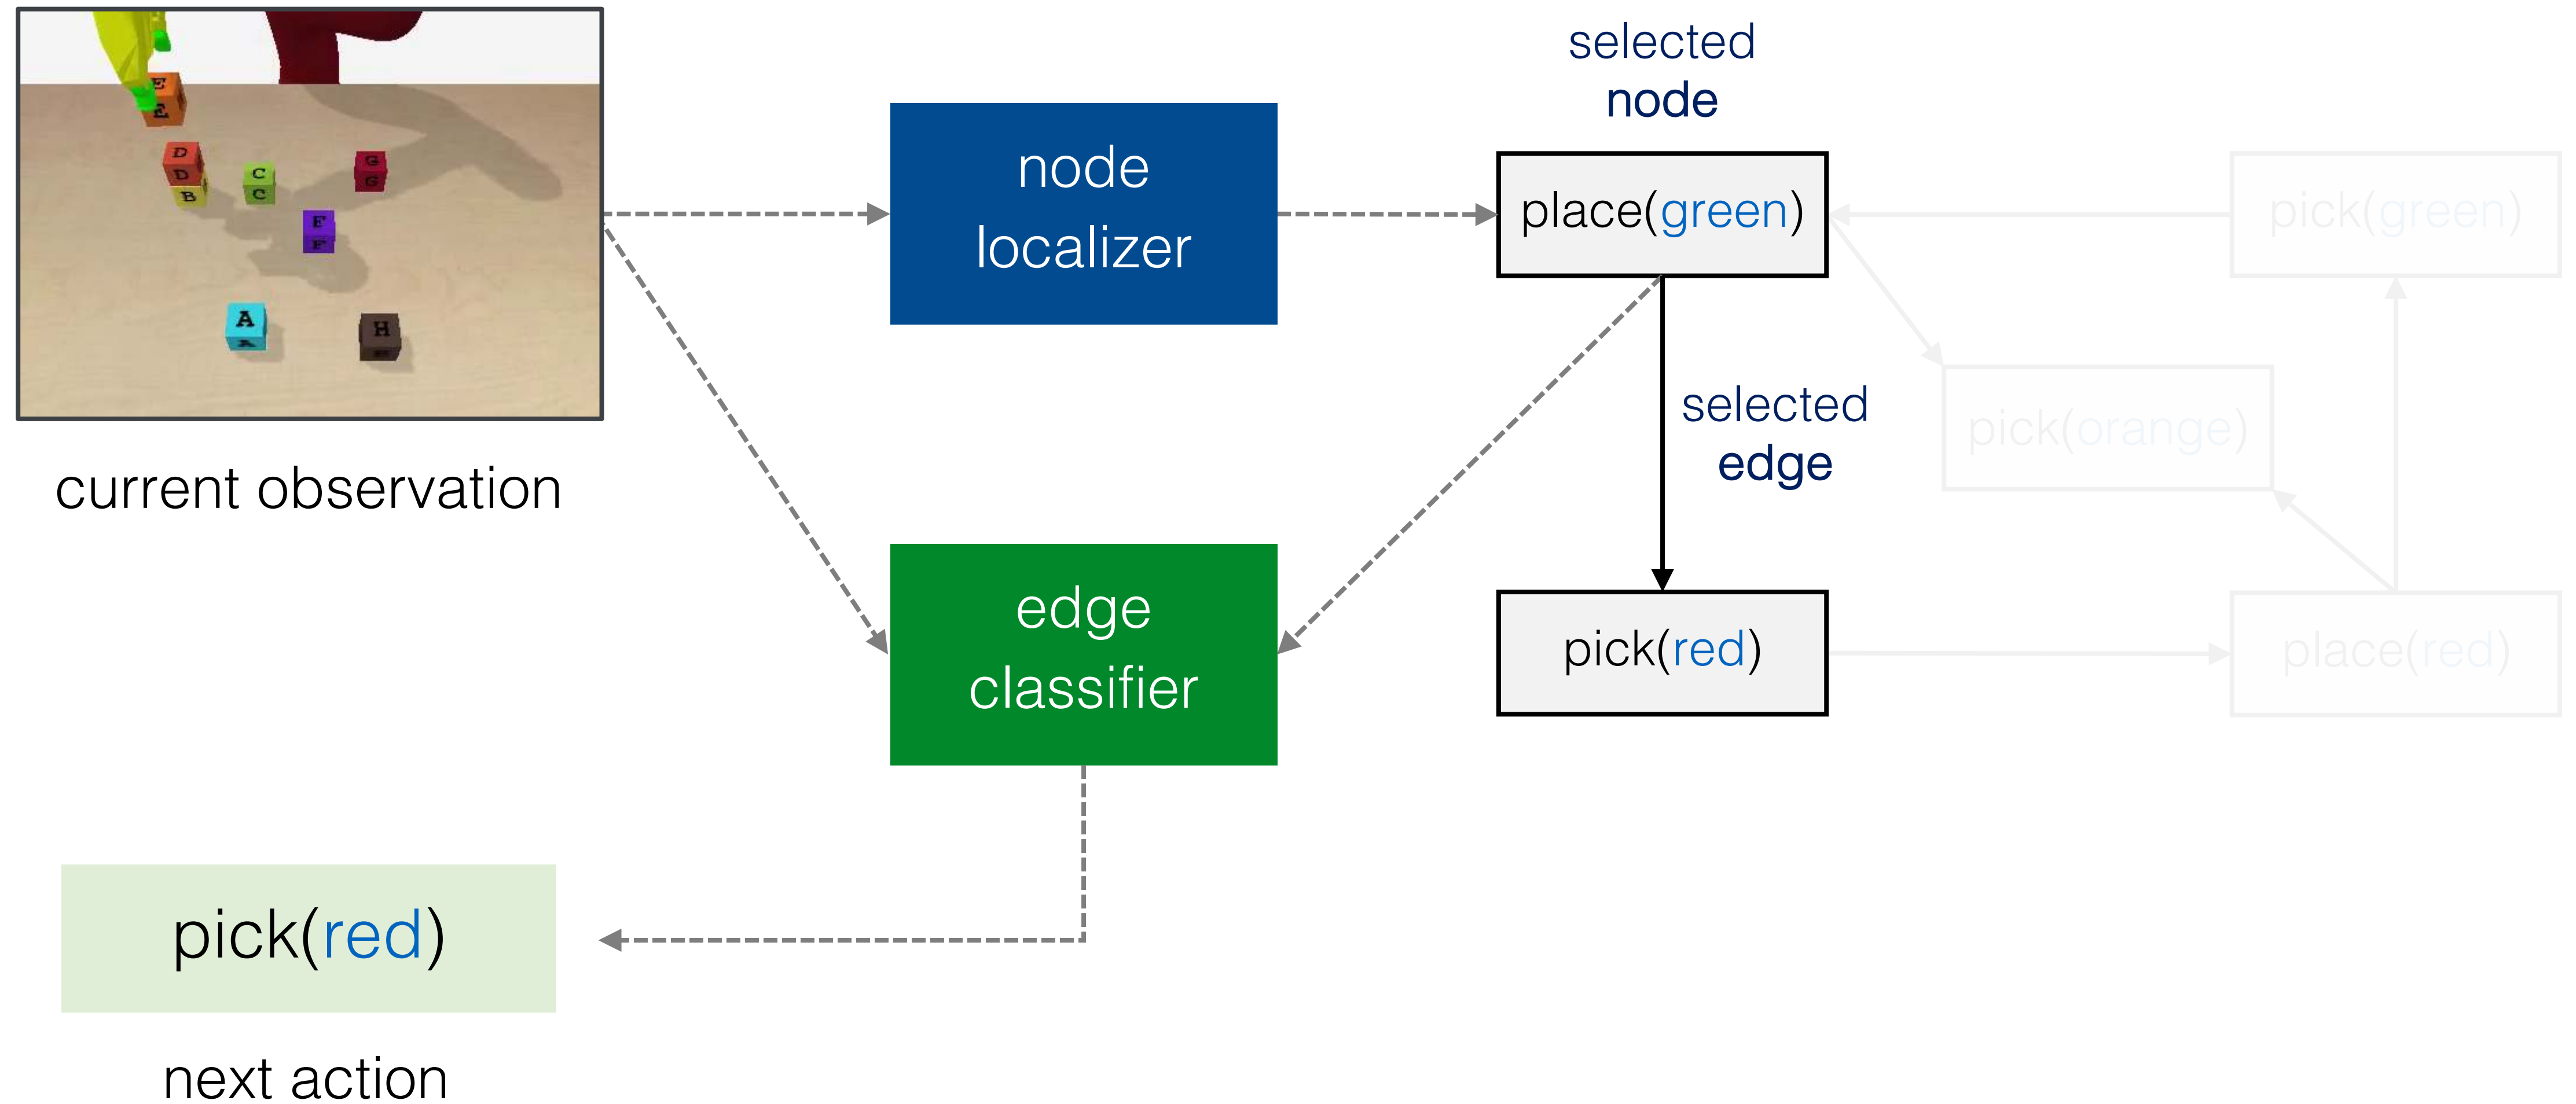 E
E
D
D
B
C
C
G
G
F
F
A
A
H
current observation
node
localizer
selected
node
place(green)
pick(green)
selected
edge
pick(orange)
edge
classifier
pick(red)
place(red)
pick(red)
next action